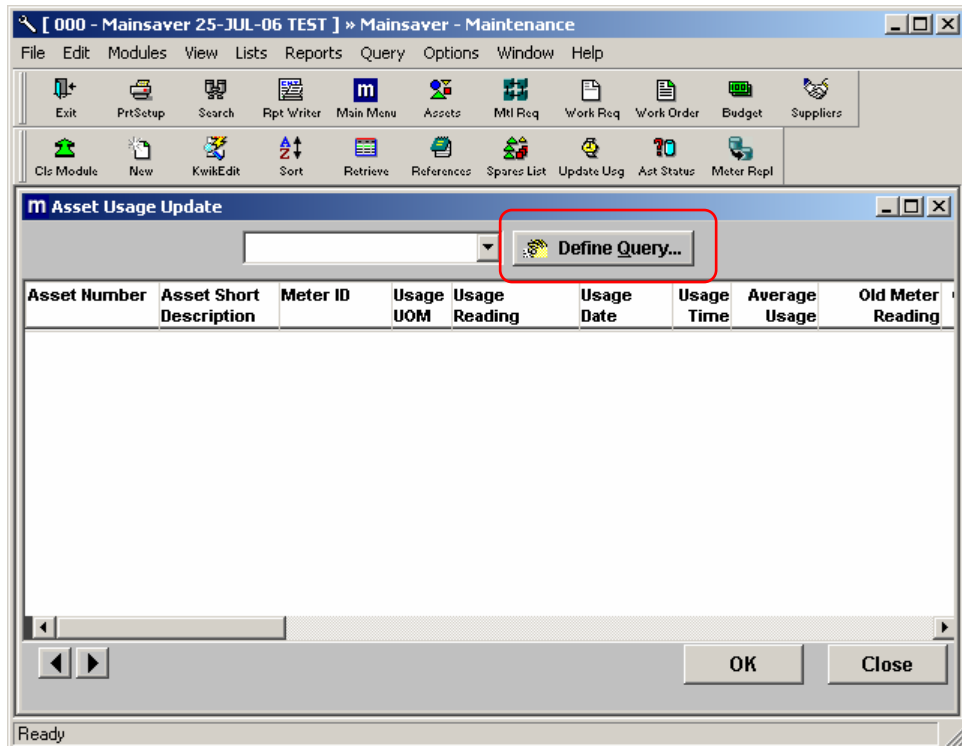 [ 000 - Mainsaver 25-JUL-06 TEST ] » Mainsaver - Maintenance
File Edit Modules View Lists Reports Query Options Window Help
Exit PrtSetup Search Rpt Writer Main Menu Assets Mtl Req Work Req Work Order Budget Suppliers
Cls Module New KwikEdit Sort Retrieve References Spares List Update Usg Ast Status Meter Repl
m Asset Usage Update
Define Query...
Asset Number Asset Short Meter ID Usage Usage Usage Usage Average Old Meter
Description UOM Reading Date Time Usage Reading
OK Close
Ready